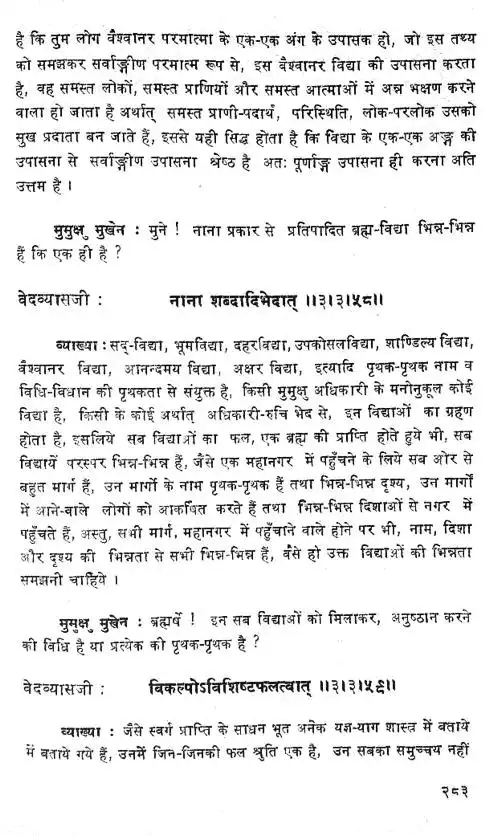 है कि तुम लोग वैश्वानर परमात्मा के एक-एक अंग के उपासक हो, जो इस तथ्य
को समझकर सर्वाङ्गीण परमात्म रूप से, इस वैश्वानर विद्या की उपासना करता
है, वह समस्त लोकों, समस्त प्राणियों और समस्त आत्माओं में अन्न भक्षण करने
वाला हो जाता है अर्थात् समस्त प्राणी-पदार्थ, परिस्थिति, लोक-परलोक उसको
सुख प्रदाता बन जाते हैं, इससे यही सिद्ध होता है कि विद्या के एक-एक अङ्ग की
उपासना से सर्वाङ्गीण उपासना श्रेष्ठ है अतः पूर्णाङ्ग उपासना ही करना अति
उत्तम है ।
मुमुक्षु मुखेन : मुने ! नाना प्रकार से प्रतिपादित ब्रह्म-विद्या भिन्न-भिन्न
हैं कि एक ही है ?
वेदव्यासजी : नाना शब्दादिभेदात् ॥३।३।५८॥
व्याख्या : सद्-विद्या, भूमविद्या, दहरविद्या, उपकोसलविद्या, शाण्डिल्य विद्या,
वैश्वानर विद्या, आनन्दमय विद्या, अक्षर विद्या, इत्यादि पृथक-पृथक नाम व
विधि-विधान की पृथकता से संयुक्त है, किसी मुमुक्षु अधिकारी के मनोनुकूल कोई
विद्या है, किसी के कोई अर्थात् अधिकारी-रुचि भेद से, इन विद्याओं का ग्रहण
होता है, इसलिये सब विद्याओं का फल, एक ब्रह्म की प्राप्ति होते हुये भी, सब
विद्यायें परस्पर भिन्न-भिन्न हैं, जैसे एक महानगर में पहुँचने के लिये सब ओर से
बहुत मार्ग हैं, उन मार्गों के नाम पृथक-पृथक हैं तथा भिन्न-भिन्न दृश्य, उन मार्गों
में आने-वाले लोगों को आकर्षित करते हैं तथा भिन्न-भिन्न दिशाओं से नगर में
पहुँचते हैं, अस्तु, सभी मार्ग, महानगर में पहुँचाने वाले होने पर भी, नाम, दिशा
और दृश्य की भिन्नता से सभी भिन्न-भिन्न हैं, वैसे हो उक्त विद्याओं की भिन्नता
समझनी चाहिये ।
मुमुक्षु मुखेन : ब्रह्मर्षे ! इन सब विद्याओं को मिलाकर, अनुष्ठान करने
की विधि है या प्रत्येक की पृथक-पृथक है ?
वेदव्यासजी : विकल्पोऽविशिष्टफलत्वात् ॥३।३।५९॥
व्याख्या : जैसे स्वर्ग प्राप्ति के साधन भूत अनेक यज्ञ-याग शास्त्र में बताये
में बताये गये हैं, उनमें जिन-जिनकी फल श्रुति एक है, उन सबका समुच्चय नहीं
२८३